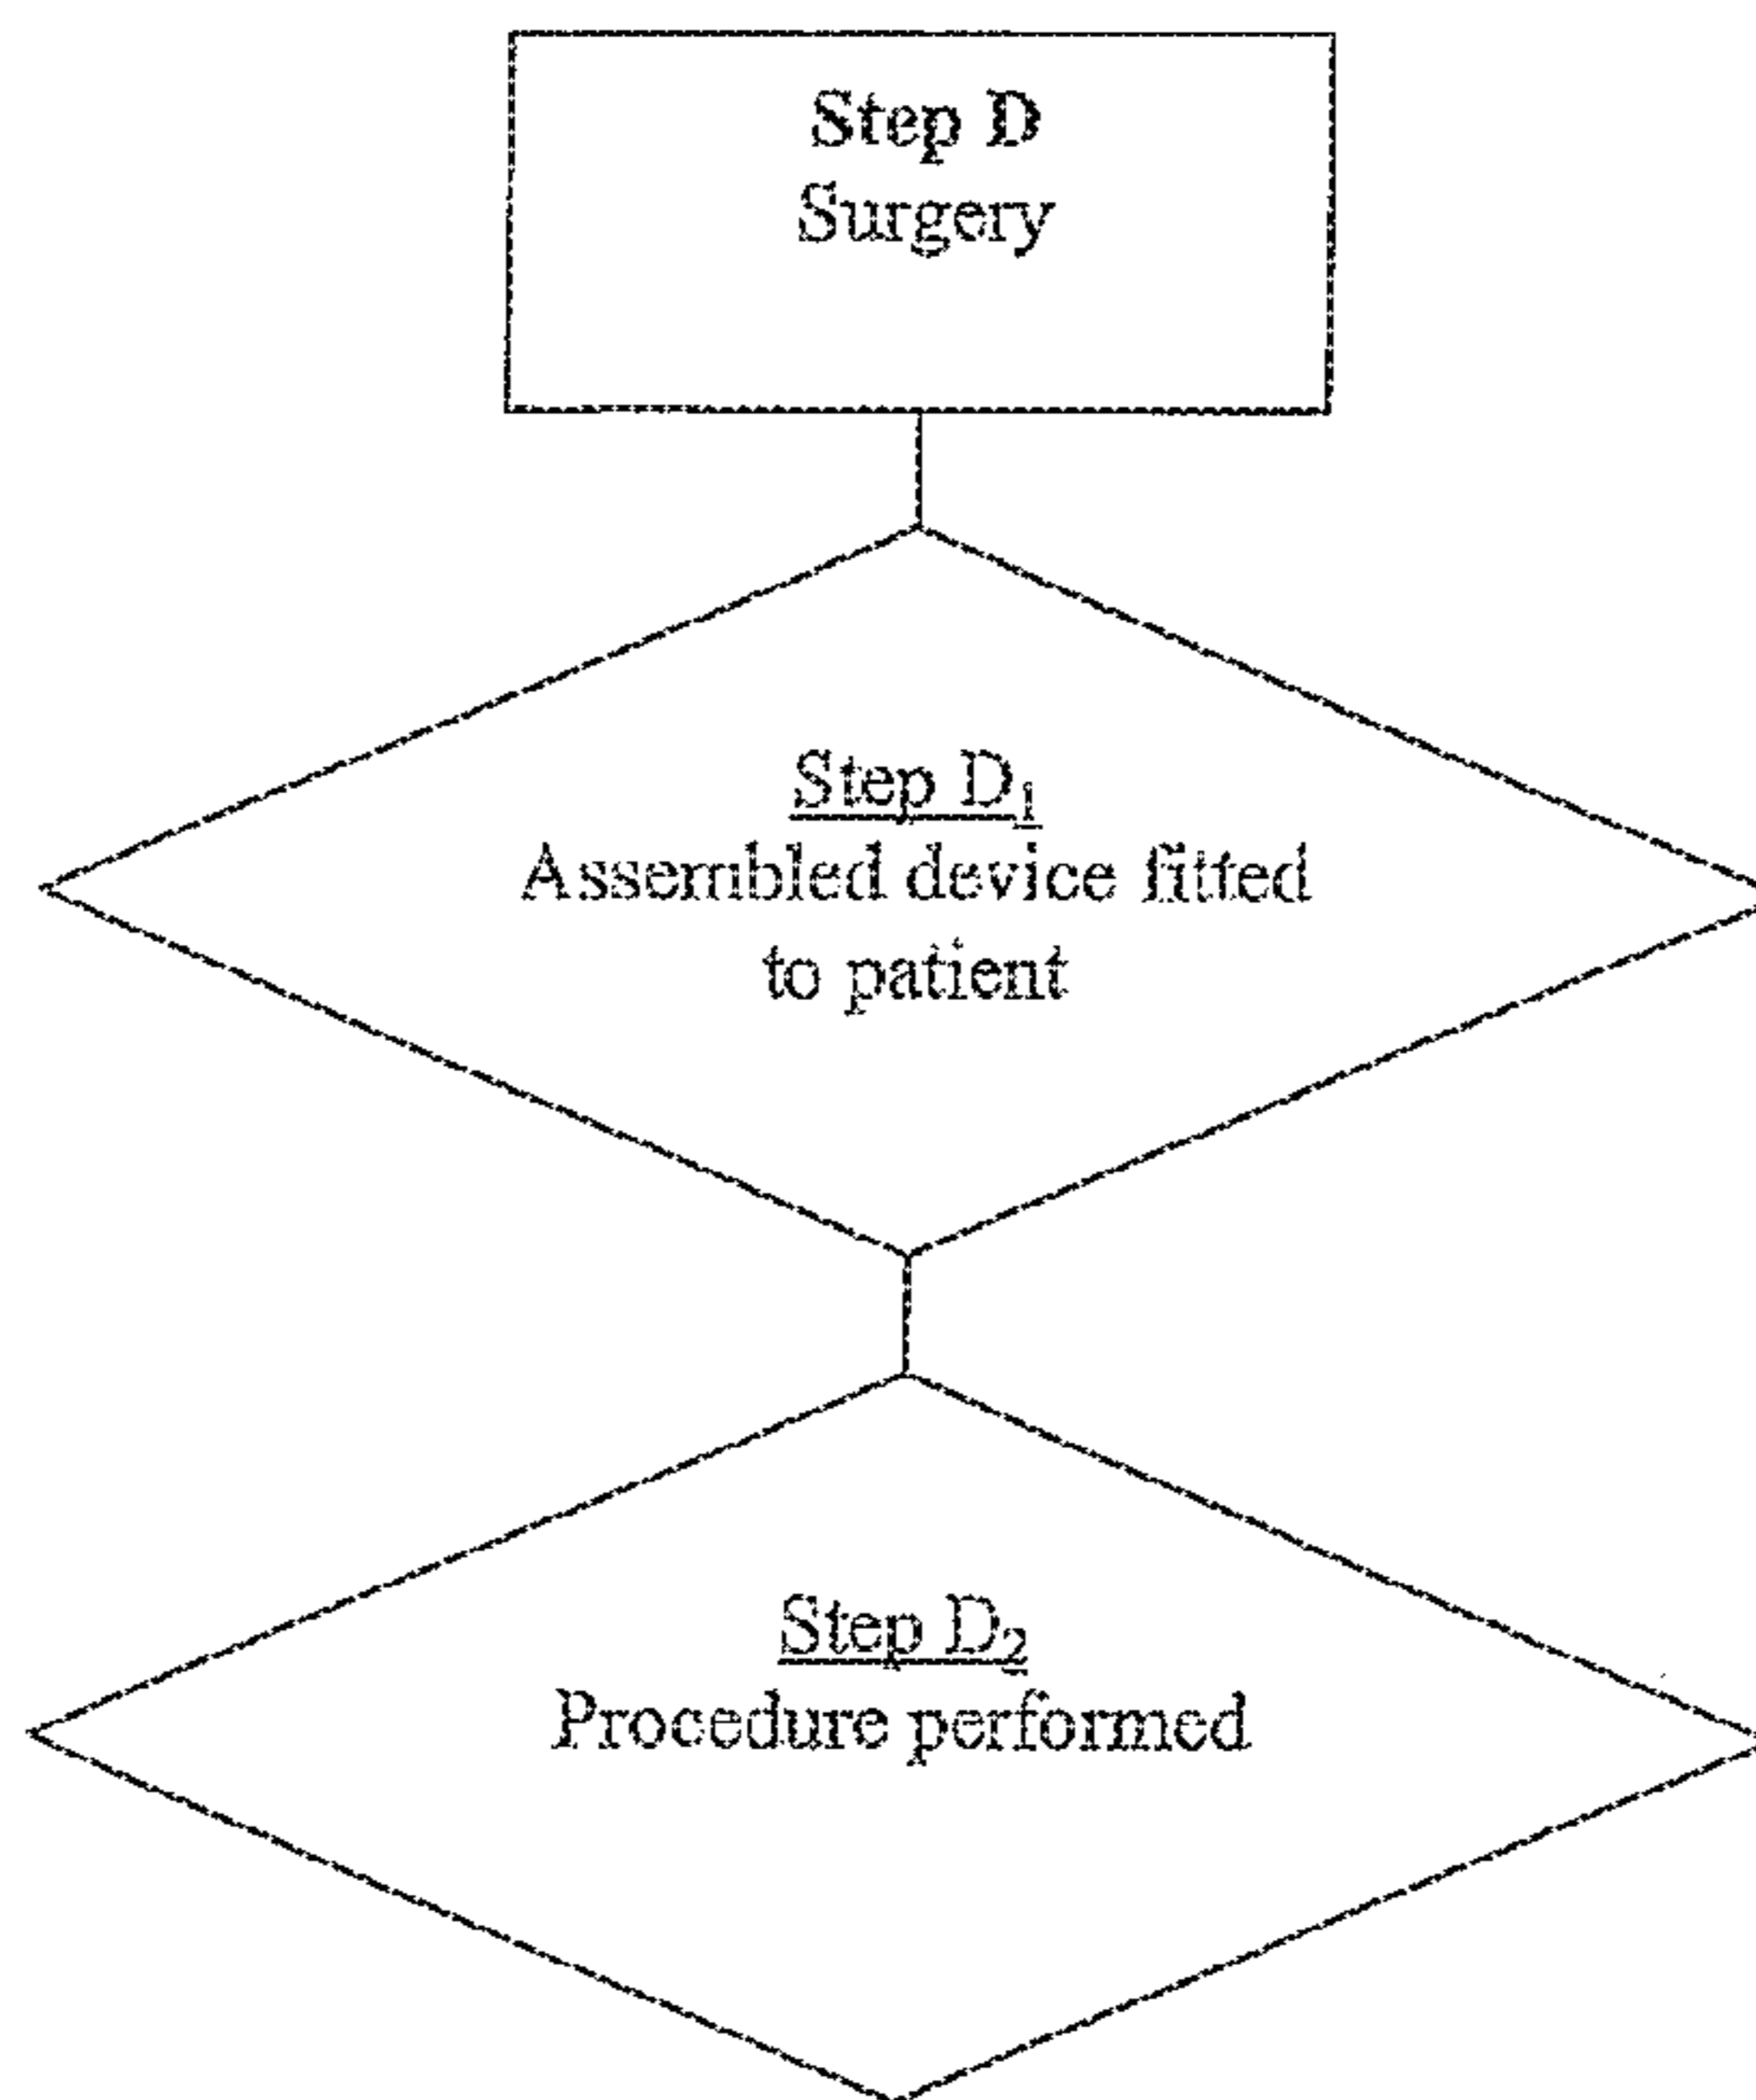 Step D
Surgery
Step D₁
Assembled device fitted
to patient
Step D₂
Procedure performed